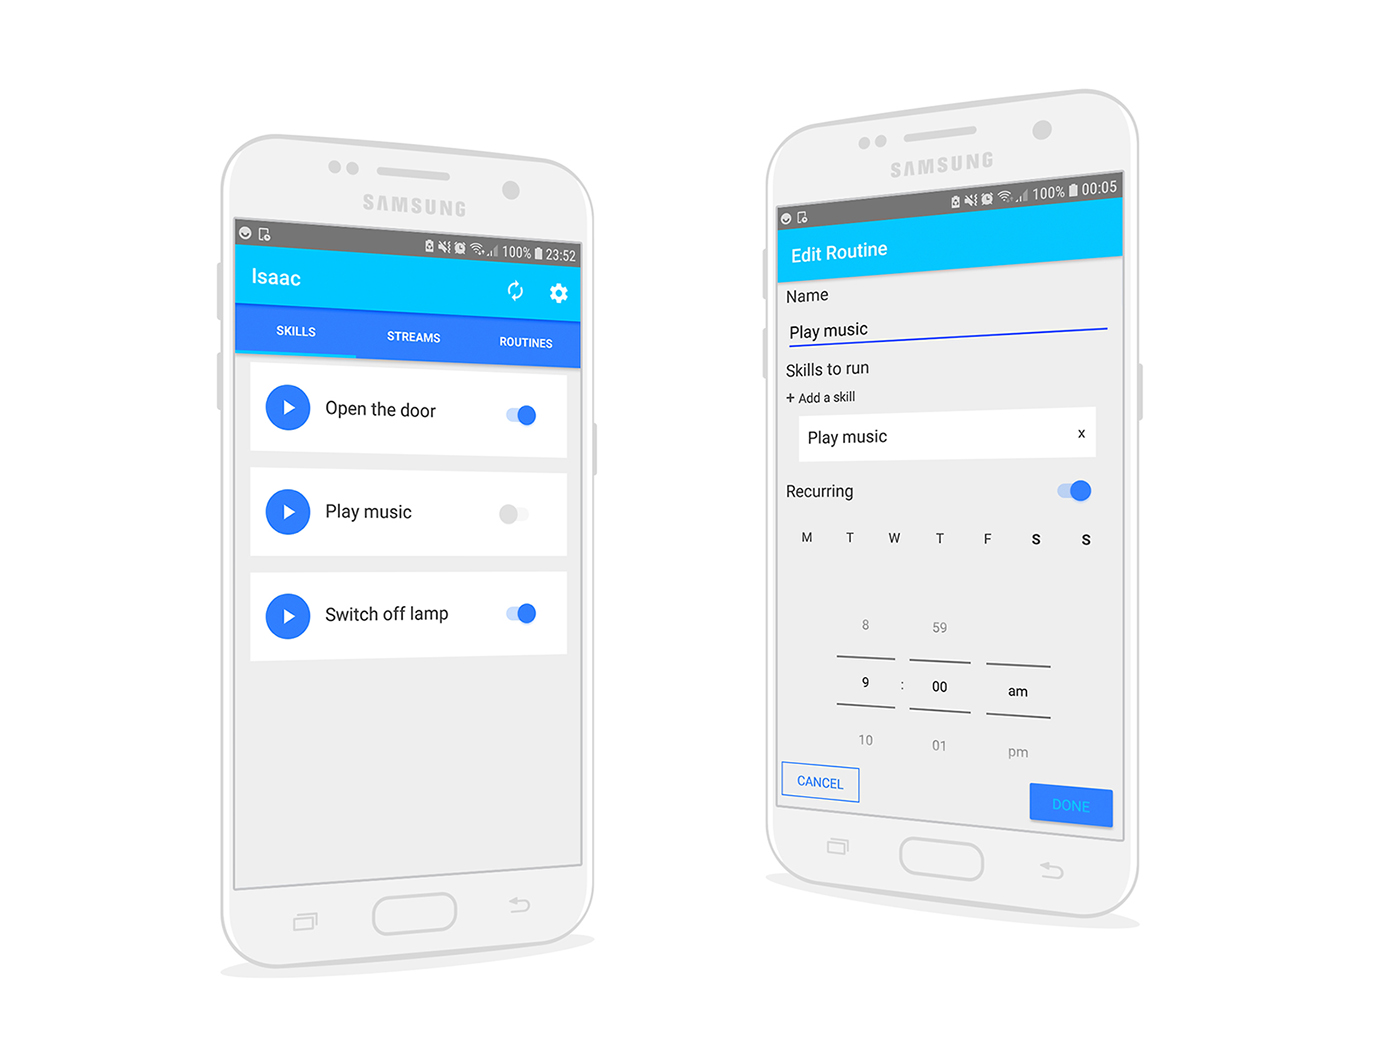 SAMSUNG
100% 23:52
Isaac
SKILLS STREAMS ROUTINES
Open the door
Play music
Switch off lamp
SAMSUNG
100% 00:05
Edit Routine
Name
Play music
Skills to run
+ Add a skill
Play music x
Recurring
M T W T F S S
8 59
9 : 00 am
10 01 pm
CANCEL
DONE